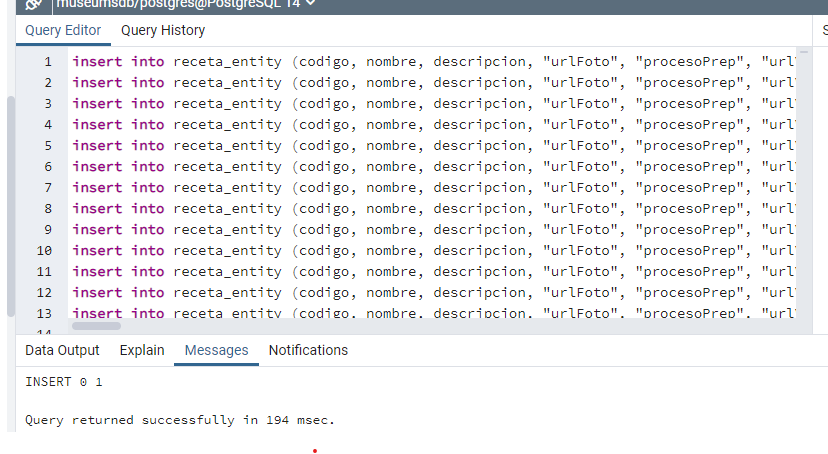 museumsdb/postgres@PostgreSQL 14
Query Editor Query History
1 insert into receta_entity (codigo, nombre, descripcion, "urlFoto", "procesoPrep", "url
2 insert into receta_entity (codigo, nombre, descripcion, "urlFoto", "procesoPrep", "url
3 insert into receta_entity (codigo, nombre, descripcion, "urlFoto", "procesoPrep", "url
4 insert into receta_entity (codigo, nombre, descripcion, "urlFoto", "procesoPrep", "url
5 insert into receta_entity (codigo, nombre, descripcion, "urlFoto", "procesoPrep", "url
6 insert into receta_entity (codigo, nombre, descripcion, "urlFoto", "procesoPrep", "url
7 insert into receta_entity (codigo, nombre, descripcion, "urlFoto", "procesoPrep", "url
8 insert into receta_entity (codigo, nombre, descripcion, "urlFoto", "procesoPrep", "url
9 insert into receta_entity (codigo, nombre, descripcion, "urlFoto", "procesoPrep", "url
10 insert into receta_entity (codigo, nombre, descripcion, "urlFoto", "procesoPrep", "url
11 insert into receta_entity (codigo, nombre, descripcion, "urlFoto", "procesoPrep", "url
12 insert into receta_entity (codigo, nombre, descripcion, "urlFoto", "procesoPrep", "url
13 insert into receta_entity (codigo, nombre, descripcion, "urlFoto", "procesoPrep", "url
14
Data Output Explain Messages Notifications
INSERT 0 1
Query returned successfully in 194 msec.